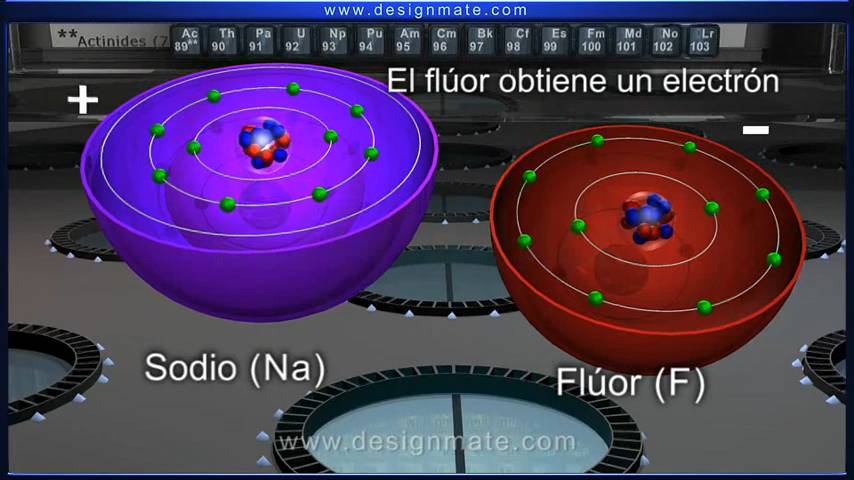 www.designmate.com
**Actinides (7
Ac Th Pa U Np Pu Am Cm Bk Cf Es Fm Md No Lr
89** 90 91 92 93 94 95 96 97 98 99 100 101 102 103
El flúor obtiene un electrón
+
-
Sodio (Na)
Flúor (F)
www.designmate.com